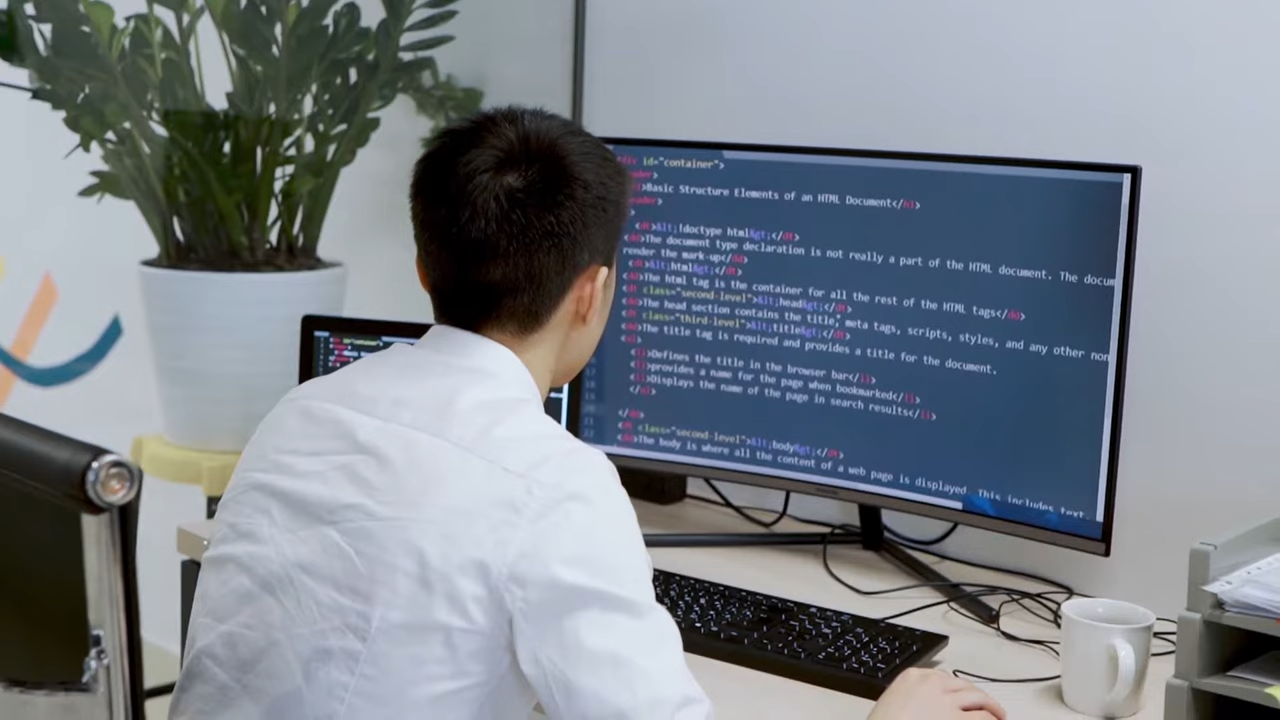 div id="container">
ader>
>Basic Structure Elements of an HTML Document</h1>
eader>
>
<dt>&lt;!doctype html&gt;</dt>
<dd>The document type declaration is not really a part of the HTML document. The docum
render the mark-up</dd>
<dt>&lt;html&gt;</dt>
<dd>The html tag is the container for all the rest of the HTML tags</dd>
<dt class="second-level">&lt;head&gt;</dt>
<dd>The head section contains the title, meta tags, scripts, styles, and any other non
<dt class="third-level">&lt;title&gt;</dt>
<dd>The title tag is required and provides a title for the document.
<ul>
<li>Defines the title in the browser bar</li>
<li>provides a name for the page when bookmarked</li>
<li>Displays the name of the page in search results</li>
</ul>
</dd>
<dt class="second-level">&lt;body&gt;</dt>
<dd>The body is where all the content of a web page is displayed. This includes text,